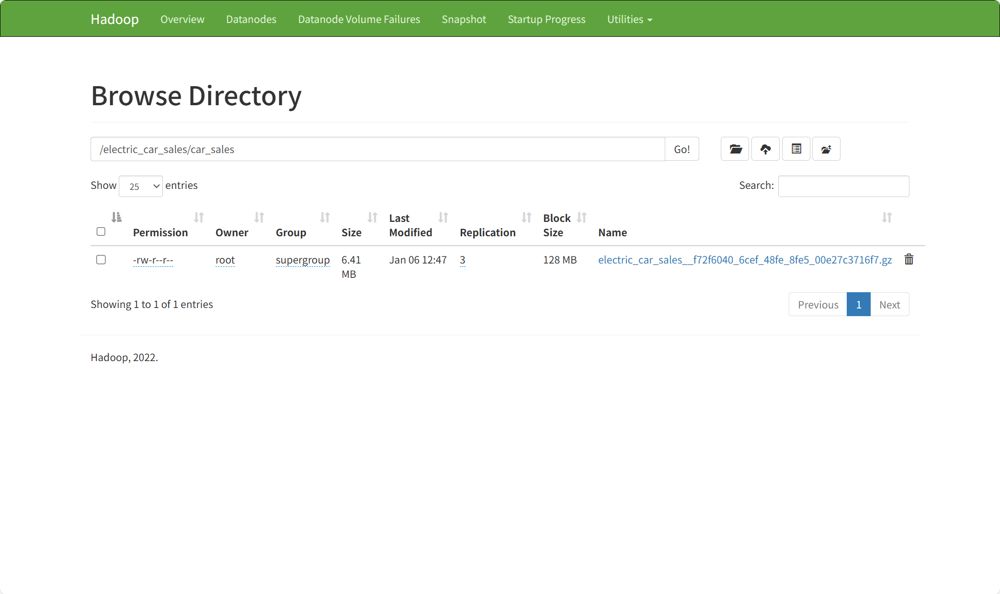 Hadoop Overview Datanodes Datanode Volume Failures Snapshot Startup Progress Utilities
Browse Directory
/electric_car_sales/car_sales Go!
Show 25 entries Search:
Permission Owner Group Size Last Modified Replication Block Size Name
-rw-r--r-- root supergroup 6.41 MB Jan 06 12:47 3 128 MB electric_car_sales__f72f6040_6cef_48fe_8fe5_00e27c3716f7.gz
Showing 1 to 1 of 1 entries Previous 1 Next
Hadoop, 2022.